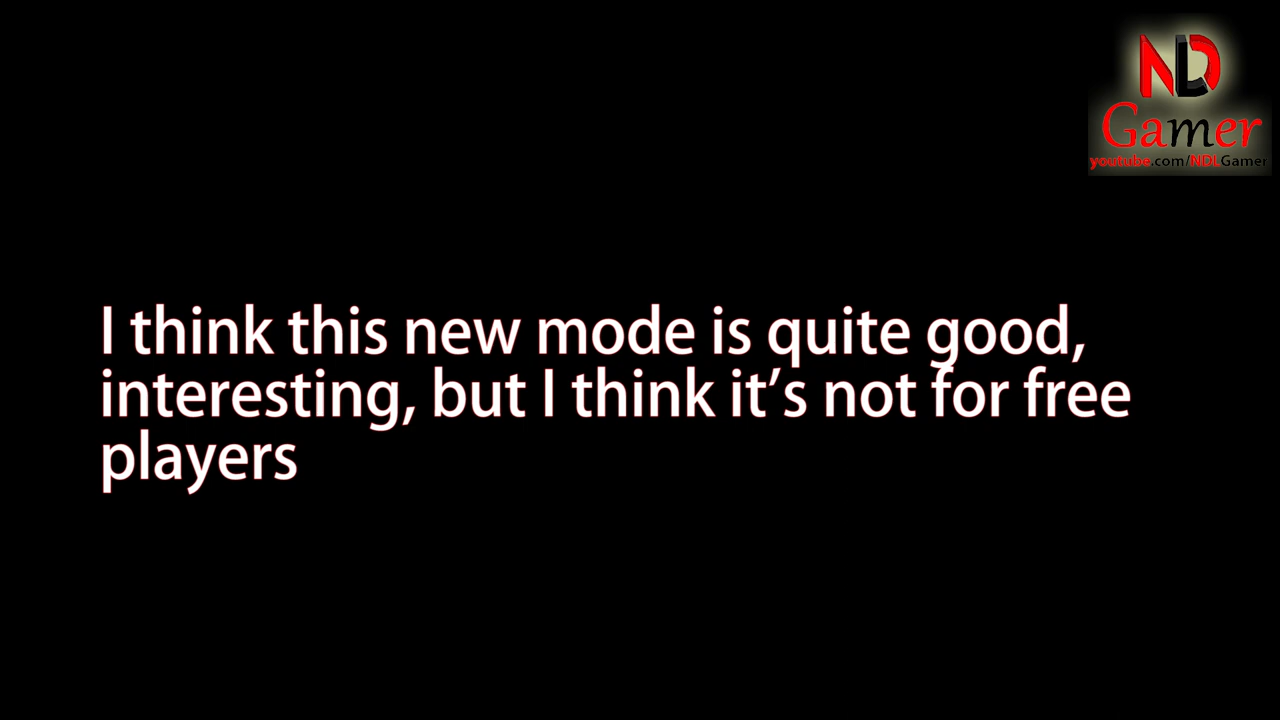 NDL
Gamer
youtube.com/NDLGamer
I think this new mode is quite good,
interesting, but I think it’s not for free
players